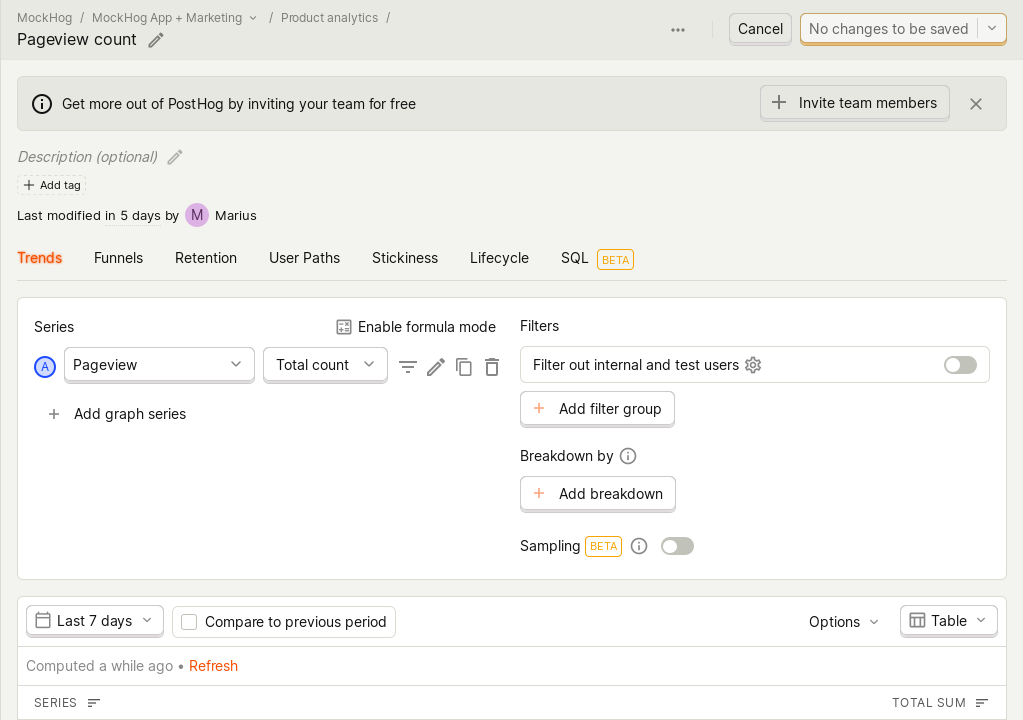 MockHog / MockHog App + Marketing / Product analytics /
Pageview count
Cancel
No changes to be saved
Get more out of PostHog by inviting your team for free
Invite team members
Description (optional)
Add tag
Last modified in 5 days by M Marius
Trends Funnels Retention User Paths Stickiness Lifecycle SQL BETA
Series
Enable formula mode
A Pageview Total count
Add graph series
Filters
Filter out internal and test users
Add filter group
Breakdown by
Add breakdown
Sampling BETA
Last 7 days Compare to previous period Options Table
Computed a while ago • Refresh
SERIES TOTAL SUM